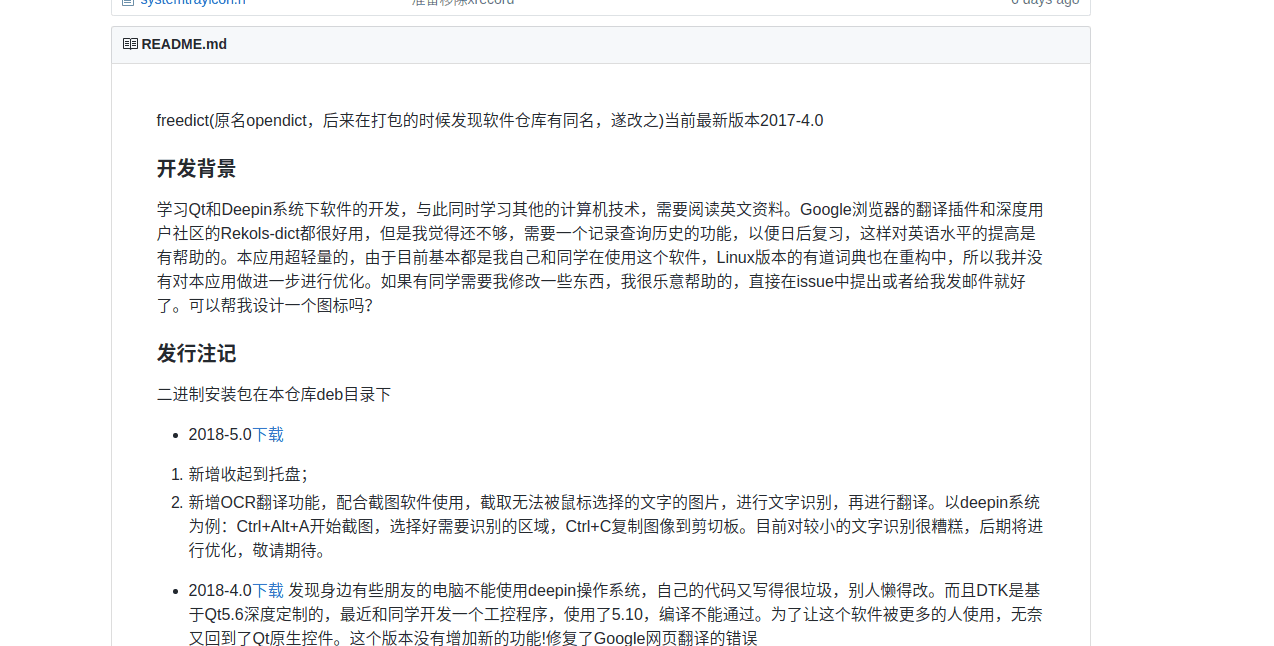 systemtrayicon.h 准备移除xrecord 6 days ago
README.md
freedict(原名opendict，后来在打包的时候发现软件仓库有同名，遂改之)当前最新版本2017-4.0
开发背景
学习Qt和Deepin系统下软件的开发，与此同时学习其他的计算机技术，需要阅读英文资料。Google浏览器的翻译插件和深度用
户社区的Rekols-dict都很好用，但是我觉得还不够，需要一个记录查询历史的功能，以便日后复习，这样对英语水平的提高是
有帮助的。本应用超轻量的，由于目前基本都是我自己和同学在使用这个软件，Linux版本的有道词典也在重构中，所以我并没
有对本应用做进一步进行优化。如果有同学需要我修改一些东西，我很乐意帮助的，直接在issue中提出或者给我发邮件就好
了。可以帮我设计一个图标吗？
发行注记
二进制安装包在本仓库deb目录下
• 2018-5.0下载
1. 新增收起到托盘；
2. 新增OCR翻译功能，配合截图软件使用，截取无法被鼠标选择的文字的图片，进行文字识别，再进行翻译。以deepin系统
为例：Ctrl+Alt+A开始截图，选择好需要识别的区域，Ctrl+C复制图像到剪切板。目前对较小的文字识别很糟糕，后期将进
行优化，敬请期待。
• 2018-4.0下载 发现身边有些朋友的电脑不能使用deepin操作系统，自己的代码又写得很垃圾，别人懒得改。而且DTK是基
于Qt5.6深度定制的，最近和同学开发一个工控程序，使用了5.10，编译不能通过。为了让这个软件被更多的人使用，无奈
又回到了Qt原生控件。这个版本没有增加新的功能!修复了Google网页翻译的错误